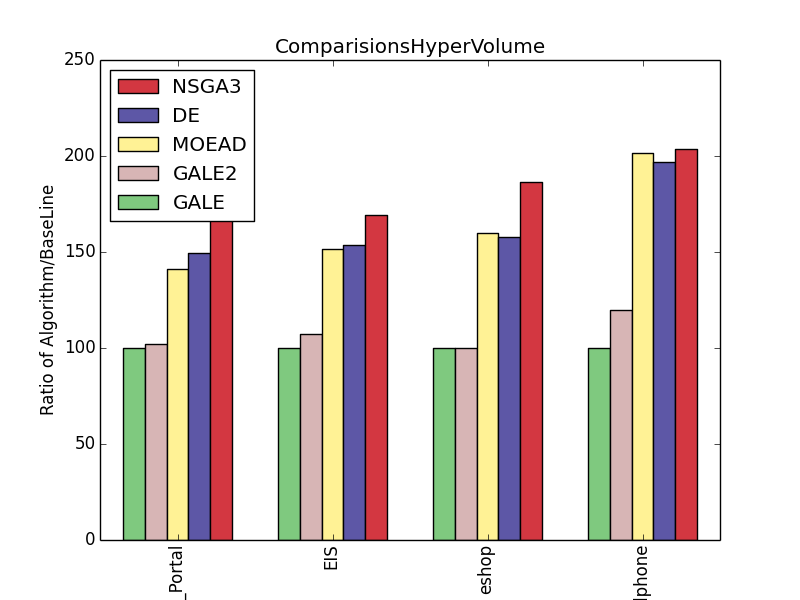 ComparisionsHyperVolume
250
200
150
100
50
0
Ratio of Algorithm/BaseLine
NSGA3
DE
MOEAD
GALE2
GALE
_Portal
EIS
eshop
lphone